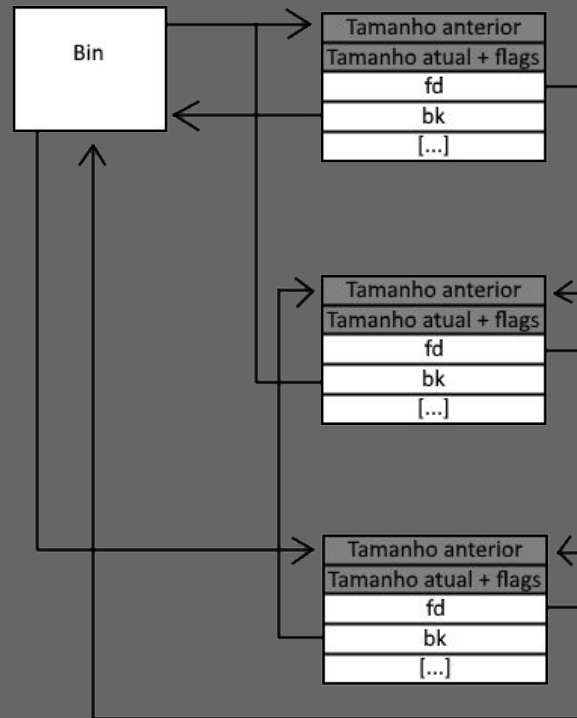 Bin
Tamanho anterior
Tamanho atual + flags
fd
bk
[...]
Tamanho anterior
Tamanho atual + flags
fd
bk
[...]
Tamanho anterior
Tamanho atual + flags
fd
bk
[...]